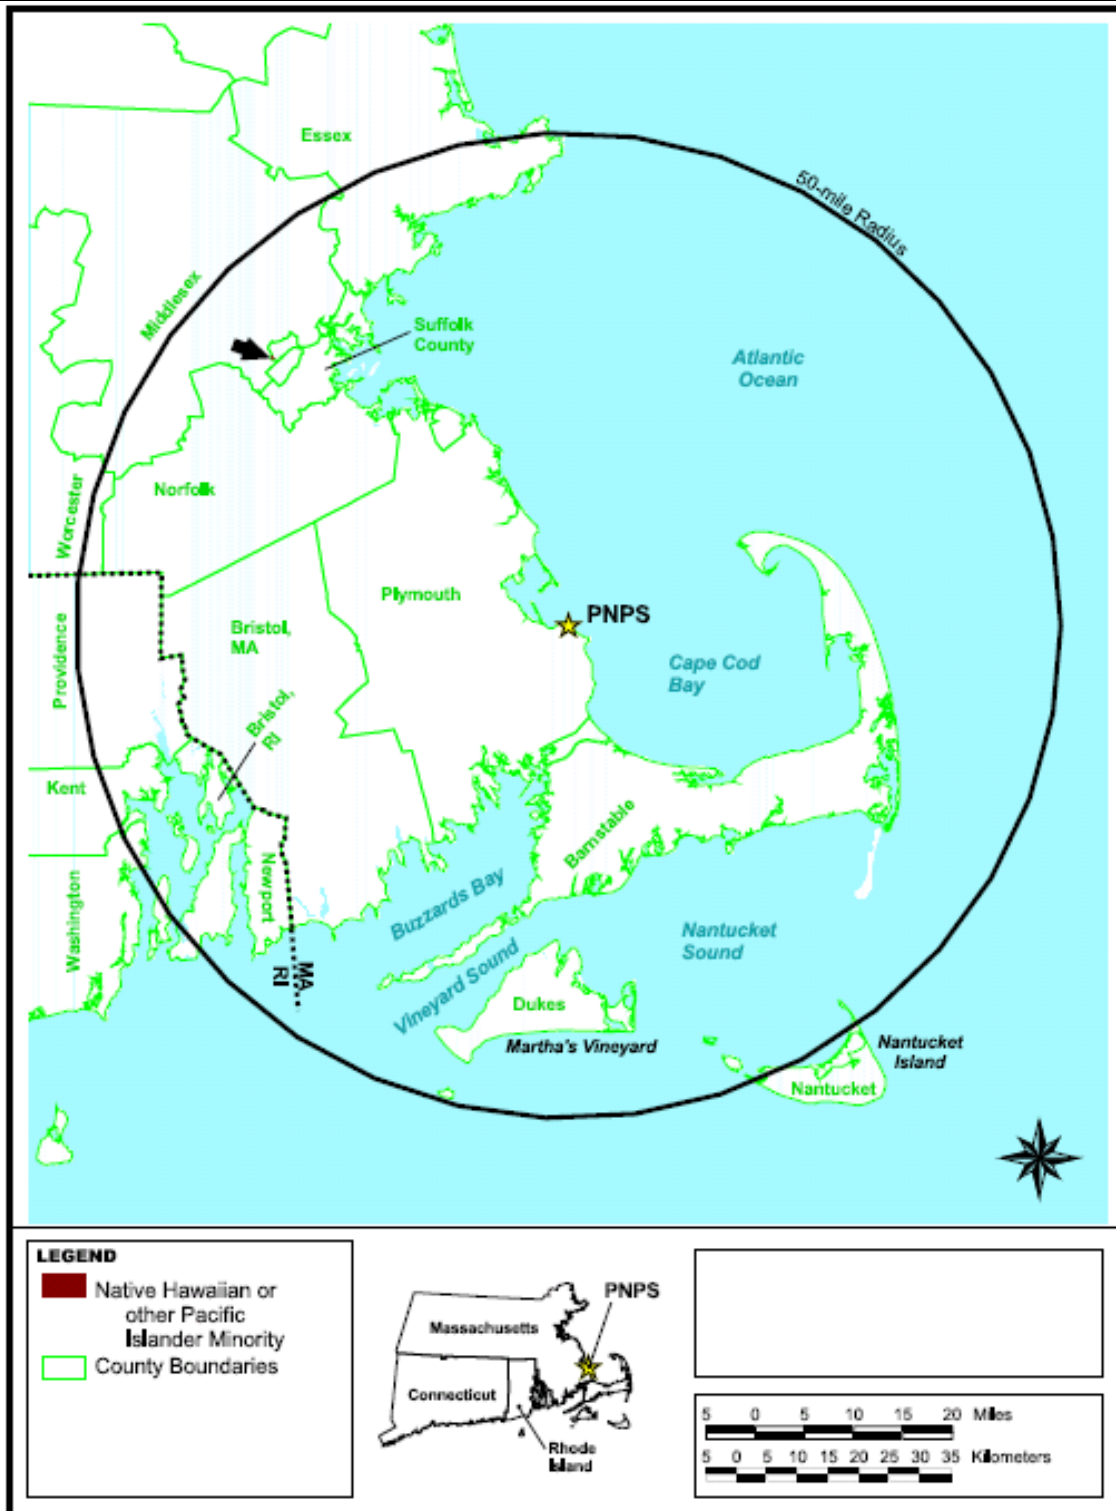 Essex
50-mile Radius
Middlesex
Suffolk
County
Atlantic
Ocean
Worcester
Norfolk
Providence
Bristol,
MA
Plymouth
PNPS
Cape Cod
Bay
Bristol,
RI
Kent
Barnstable
Newport
Washington
Buzzards Bay
Nantucket
Sound
Vineyard Sound
MA
RI
Dukes
Martha's Vineyard
Nantucket
Island
Nantucket
LEGEND
Native Hawaiian or
other Pacific
Islander Minority
County Boundaries
PNPS
Massachusetts
Connecticut
Rhode
Island
5 0 5 10 15 20 Miles
5 0 5 10 15 20 25 30 35 Kilometers